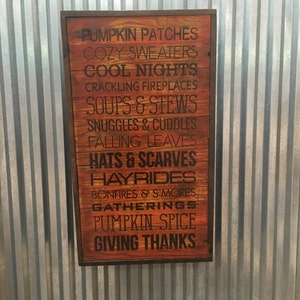 PUMPKIN PATCHES
COZY SWEATERS
COOL NIGHTS
CRACKLING FIREPLACES
SOUPS & STEWS
SNUGGLES & CUDDLES
FALLING LEAVES
HATS & SCARVES
HAYRIDES
BONFIRES & S'MORES
GATHERINGS
PUMPKIN SPICE
GIVING THANKS